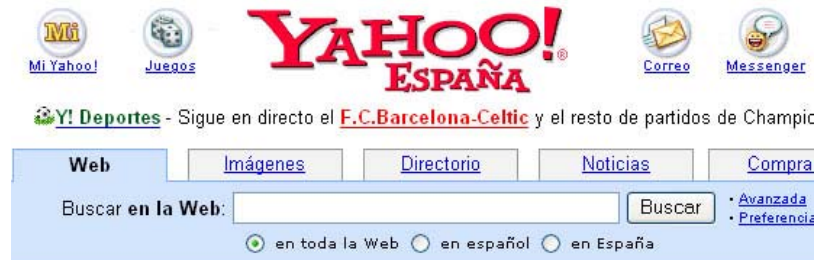 Mi
YAHOO!®
ESPAÑA
Mi Yahoo! Juegos Correo Messenger
Y! Deportes - Sigue en directo el F.C.Barcelona-Celtic y el resto de partidos de Champio
Web Imágenes Directorio Noticias Compra
Buscar en la Web: Buscar · Avanzada
· Preferencia
en toda la Web en español en España